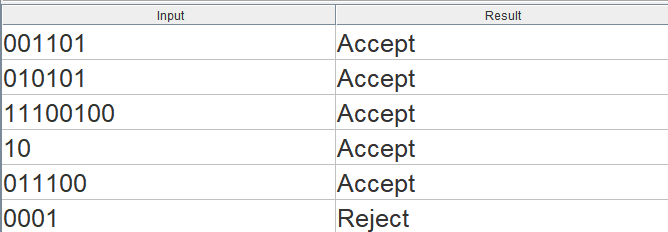 Input Result
001101 Accept
010101 Accept
11100100 Accept
10 Accept
011100 Accept
0001 Reject